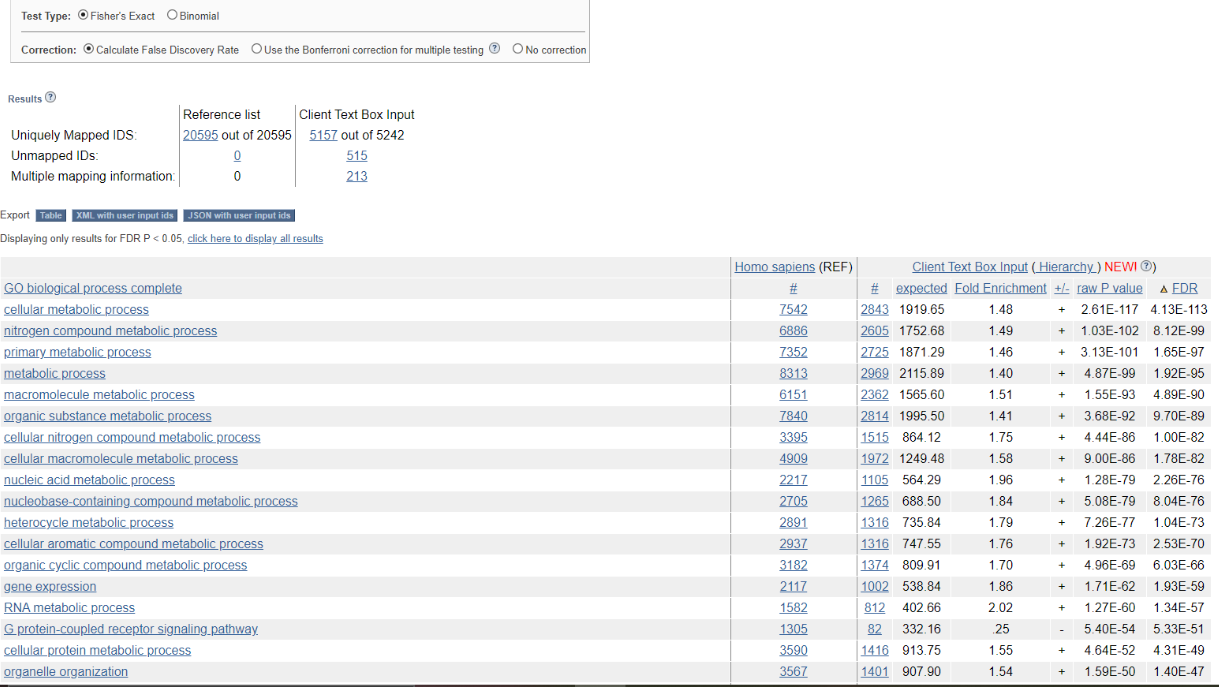 Test Type: Fisher's Exact Binomial
Correction: Calculate False Discovery Rate Use the Bonferroni correction for multiple testing ? No correction
Results ?
Reference list Client Text Box Input
Uniquely Mapped IDS: 20595 out of 20595 5157 out of 5242
Unmapped IDs: 0 515
Multiple mapping information: 0 213
Export Table XML with user input ids JSON with user input ids
Displaying only results for FDR P < 0.05, click here to display all results
Homo sapiens (REF) Client Text Box Input ( Hierarchy ) NEW! ?)
GO biological process complete # # expected Fold Enrichment +/- raw P value FDR
cellular metabolic process 7542 2843 1919.65 1.48 + 2.61E-117 4.13E-113
nitrogen compound metabolic process 6886 2605 1752.68 1.49 + 1.03E-102 8.12E-99
primary metabolic process 7352 2725 1871.29 1.46 + 3.13E-101 1.65E-97
metabolic process 8313 2969 2115.89 1.40 + 4.87E-99 1.92E-95
macromolecule metabolic process 6151 2362 1565.60 1.51 + 1.55E-93 4.89E-90
organic substance metabolic process 7840 2814 1995.50 1.41 + 3.68E-92 9.70E-89
cellular nitrogen compound metabolic process 3395 1515 864.12 1.75 + 4.44E-86 1.00E-82
cellular macromolecule metabolic process 4909 1972 1249.48 1.58 + 9.00E-86 1.78E-82
nucleic acid metabolic process 2217 1105 564.29 1.96 + 1.28E-79 2.26E-76
nucleobase-containing compound metabolic process 2705 1265 688.50 1.84 + 5.08E-79 8.04E-76
heterocycle metabolic process 2891 1316 735.84 1.79 + 7.26E-77 1.04E-73
cellular aromatic compound metabolic process 2937 1316 747.55 1.76 + 1.92E-73 2.53E-70
organic cyclic compound metabolic process 3182 1374 809.91 1.70 + 4.96E-69 6.03E-66
gene expression 2117 1002 538.84 1.86 + 1.71E-62 1.93E-59
RNA metabolic process 1582 812 402.66 2.02 + 1.27E-60 1.34E-57
G protein-coupled receptor signaling pathway 1305 82 332.16 .25 - 5.40E-54 5.33E-51
cellular protein metabolic process 3590 1416 913.75 1.55 + 4.64E-52 4.31E-49
organelle organization 3567 1401 907.90 1.54 + 1.59E-50 1.40E-47